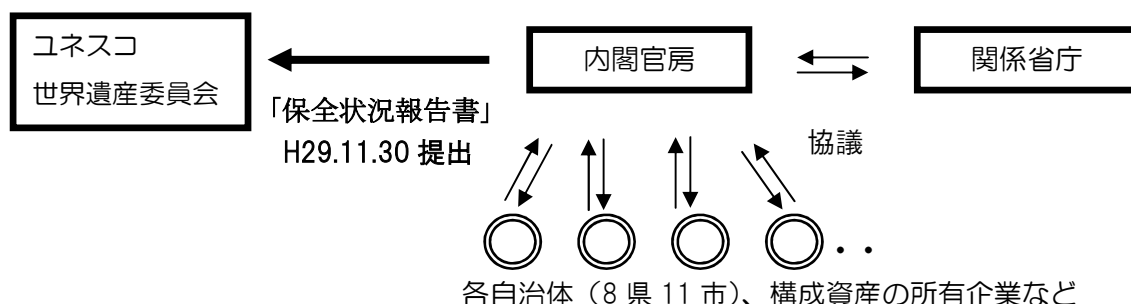 ユネスコ
世界遺産委員会
内閣官房
関係省庁
「保全状況報告書」
H29.11.30 提出
協議
・・
各自治体（8県11市）、構成資産の所有企業など